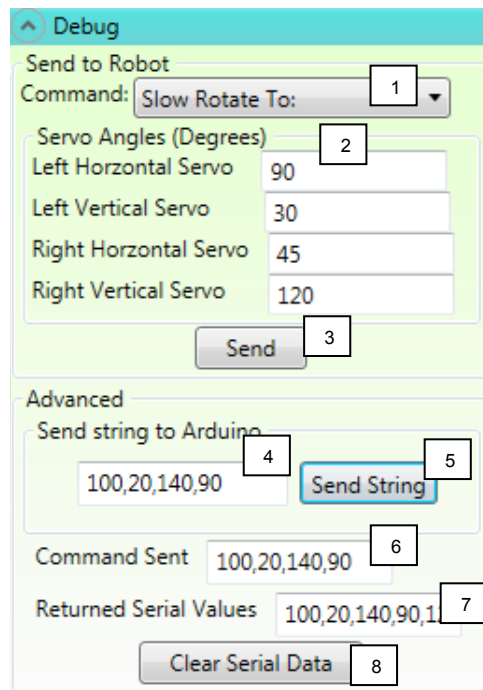 Debug
Send to Robot
Command: Slow Rotate To: 1
Servo Angles (Degrees) 2
Left Horzontal Servo 90
Left Vertical Servo 30
Right Horzontal Servo 45
Right Vertical Servo 120
Send 3
Advanced
Send string to Arduino
4
100,20,140,90 Send String 5
Command Sent 100,20,140,90 6
Returned Serial Values 100,20,140,90,1 7
Clear Serial Data 8